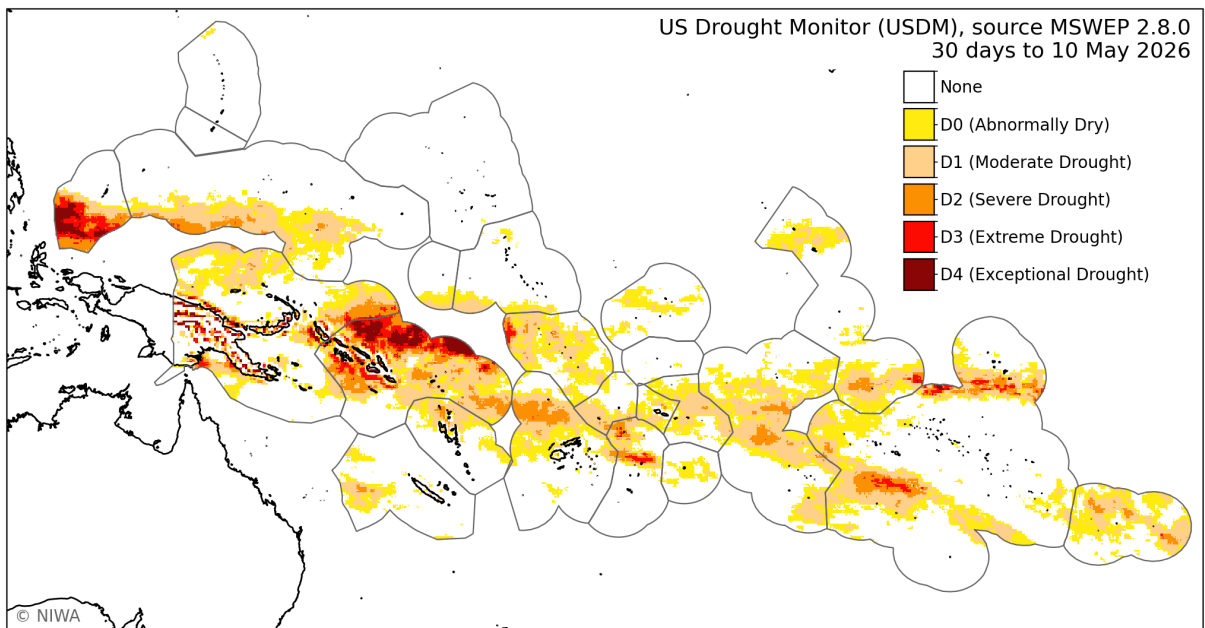 US Drought Monitor (USDM), source MSWEP 2.8.0
30 days to 10 May 2026
None
D0 (Abnormally Dry)
D1 (Moderate Drought)
D2 (Severe Drought)
D3 (Extreme Drought)
D4 (Exceptional Drought)
© NIWA